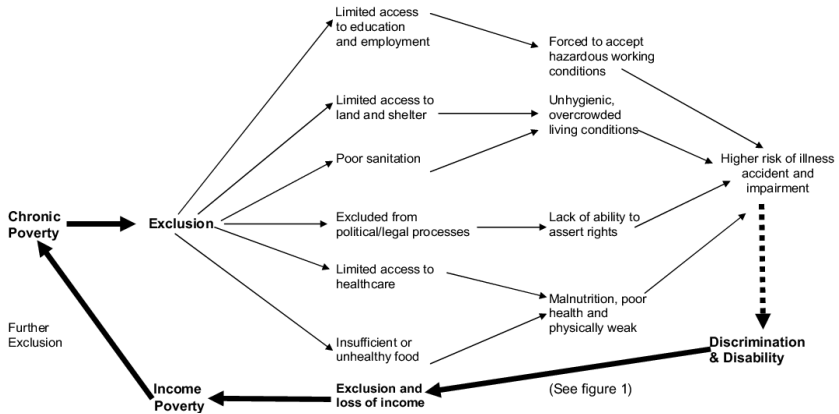 Limited access
to education
and employment
Forced to accept
hazardous working
conditions
Limited access to
land and shelter
Unhygienic,
overcrowded
living conditions
Poor sanitation
Higher risk of illness
accident and
impairment
Chronic
Poverty
Exclusion
Excluded from
political/legal processes
Lack of ability to
assert rights
Limited access to
healthcare
Malnutrition, poor
health and
physically weak
Insufficient or
unhealthy food
Further
Exclusion
Discrimination
& Disability
(See figure 1)
Exclusion and
loss of income
Income
Poverty